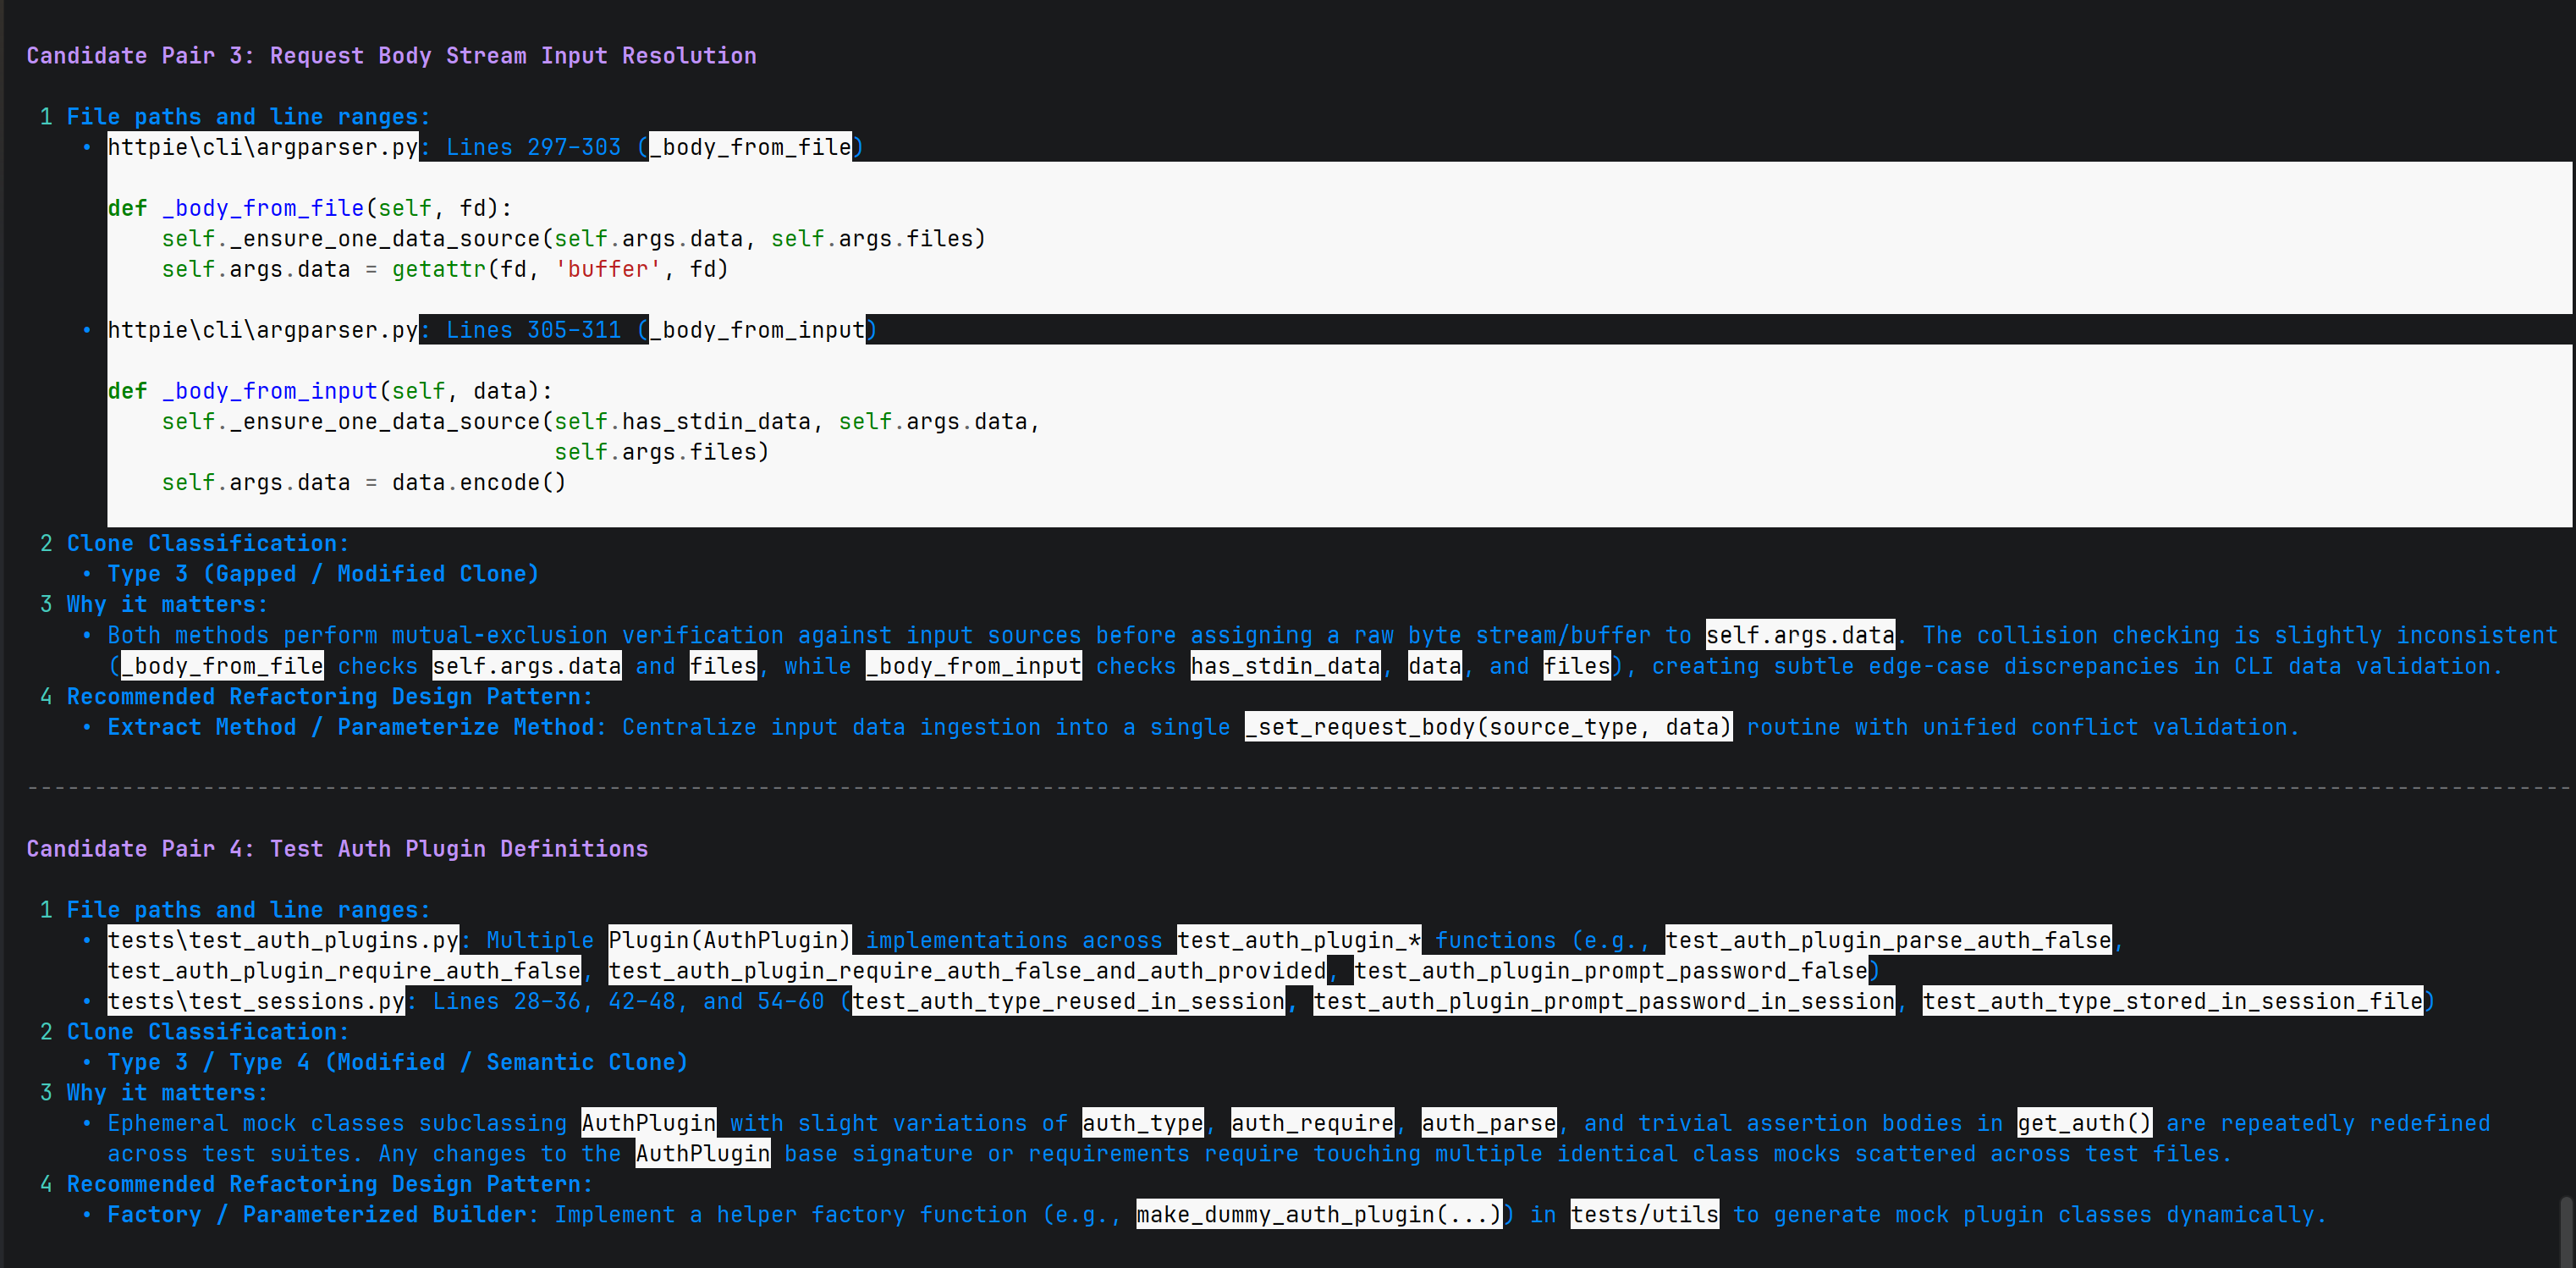 Candidate Pair 3: Request Body Stream Input Resolution
1 File paths and line ranges:
• httpie\cli\argparser.py: Lines 297-303 (_body_from_file)
def _body_from_file(self, fd):
    self._ensure_one_data_source(self.args.data, self.args.files)
    self.args.data = getattr(fd, 'buffer', fd)
• httpie\cli\argparser.py: Lines 305-311 (_body_from_input)
def _body_from_input(self, data):
    self._ensure_one_data_source(self.has_stdin_data, self.args.data,
                                 self.args.files)
    self.args.data = data.encode()
2 Clone Classification:
• Type 3 (Gapped / Modified Clone)
3 Why it matters:
• Both methods perform mutual-exclusion verification against input sources before assigning a raw byte stream/buffer to self.args.data. The collision checking is slightly inconsistent
(_body_from_file checks self.args.data and files, while _body_from_input checks has_stdin_data, data, and files), creating subtle edge-case discrepancies in CLI data validation.
4 Recommended Refactoring Design Pattern:
• Extract Method / Parameterize Method: Centralize input data ingestion into a single _set_request_body(source_type, data) routine with unified conflict validation.
--------------------------------------------------------------------------------------------------------------------------------------------------------------------------------------------
Candidate Pair 4: Test Auth Plugin Definitions
1 File paths and line ranges:
• tests\test_auth_plugins.py: Multiple Plugin(AuthPlugin) implementations across test_auth_plugin_* functions (e.g., test_auth_plugin_parse_auth_false,
test_auth_plugin_require_auth_false, test_auth_plugin_require_auth_false_and_auth_provided, test_auth_plugin_prompt_password_false)
• tests\test_sessions.py: Lines 28-36, 42-48, and 54-60 (test_auth_type_reused_in_session, test_auth_plugin_prompt_password_in_session, test_auth_type_stored_in_session_file)
2 Clone Classification:
• Type 3 / Type 4 (Modified / Semantic Clone)
3 Why it matters:
• Ephemeral mock classes subclassing AuthPlugin with slight variations of auth_type, auth_require, auth_parse, and trivial assertion bodies in get_auth() are repeatedly redefined
across test suites. Any changes to the AuthPlugin base signature or requirements require touching multiple identical class mocks scattered across test files.
4 Recommended Refactoring Design Pattern:
• Factory / Parameterized Builder: Implement a helper factory function (e.g., make_dummy_auth_plugin(...)) in tests/utils to generate mock plugin classes dynamically.